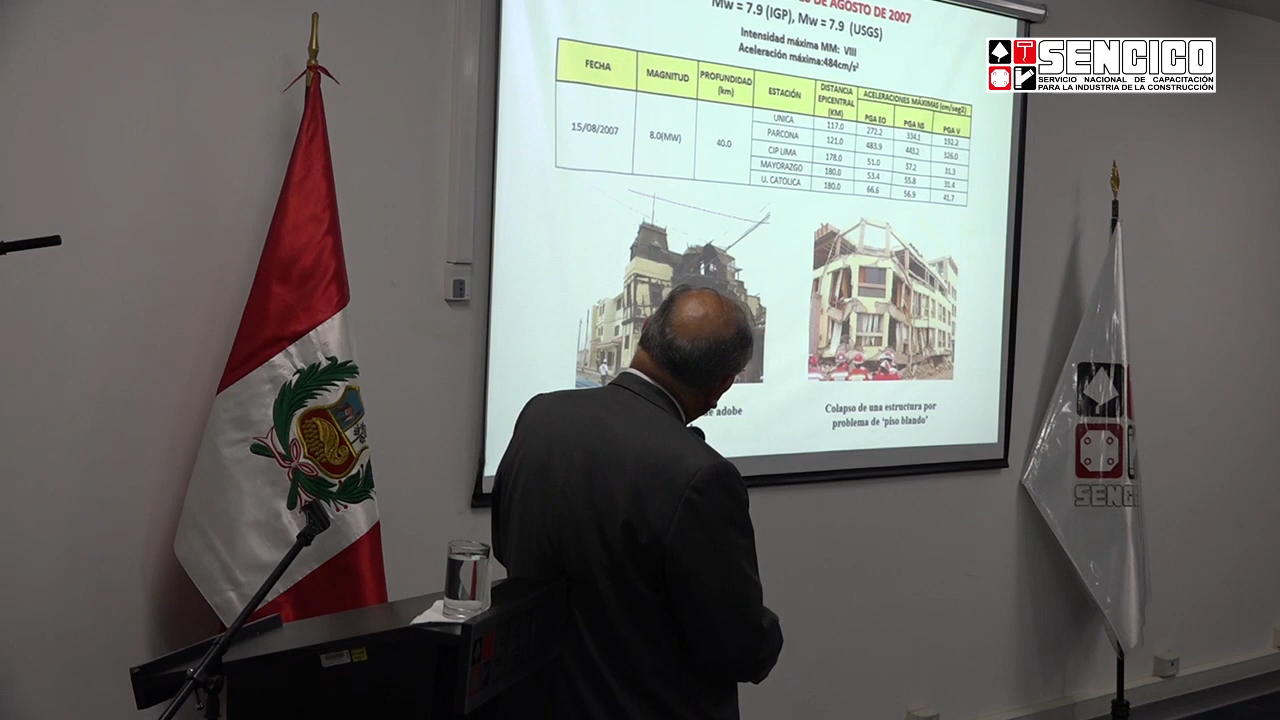 DE AGOSTO DE 2007
Mw = 7.9 (IGP), Mw = 7.9 (USGS)
Intensidad máxima MM: VIII
Aceleración máxima:484cm/s²
FECHA MAGNITUD PROFUNDIDAD (km) ESTACIÓN DISTANCIA EPICENTRAL (KM) ACELERACIONES MÁXIMAS (cm/seg2)
PGA EO PGA NS PGA V
15/08/2007 8.0(MW) 40.0
UNICA 117.0 272.2 334.1 192.2
PARCONA 121.0 483.9 443.2 326.0
CIP LIMA 178.0 51.0 57.2 31.3
MAYORAZGO 180.0 53.4 55.8 31.4
U. CATOLICA 180.0 66.6 56.9 41.7
de adobe
Colapso de una estructura por
problema de ‘piso blando’
SENCICO
SERVICIO NACIONAL DE CAPACITACIÓN
PARA LA INDUSTRIA DE LA CONSTRUCCIÓN
SENCI